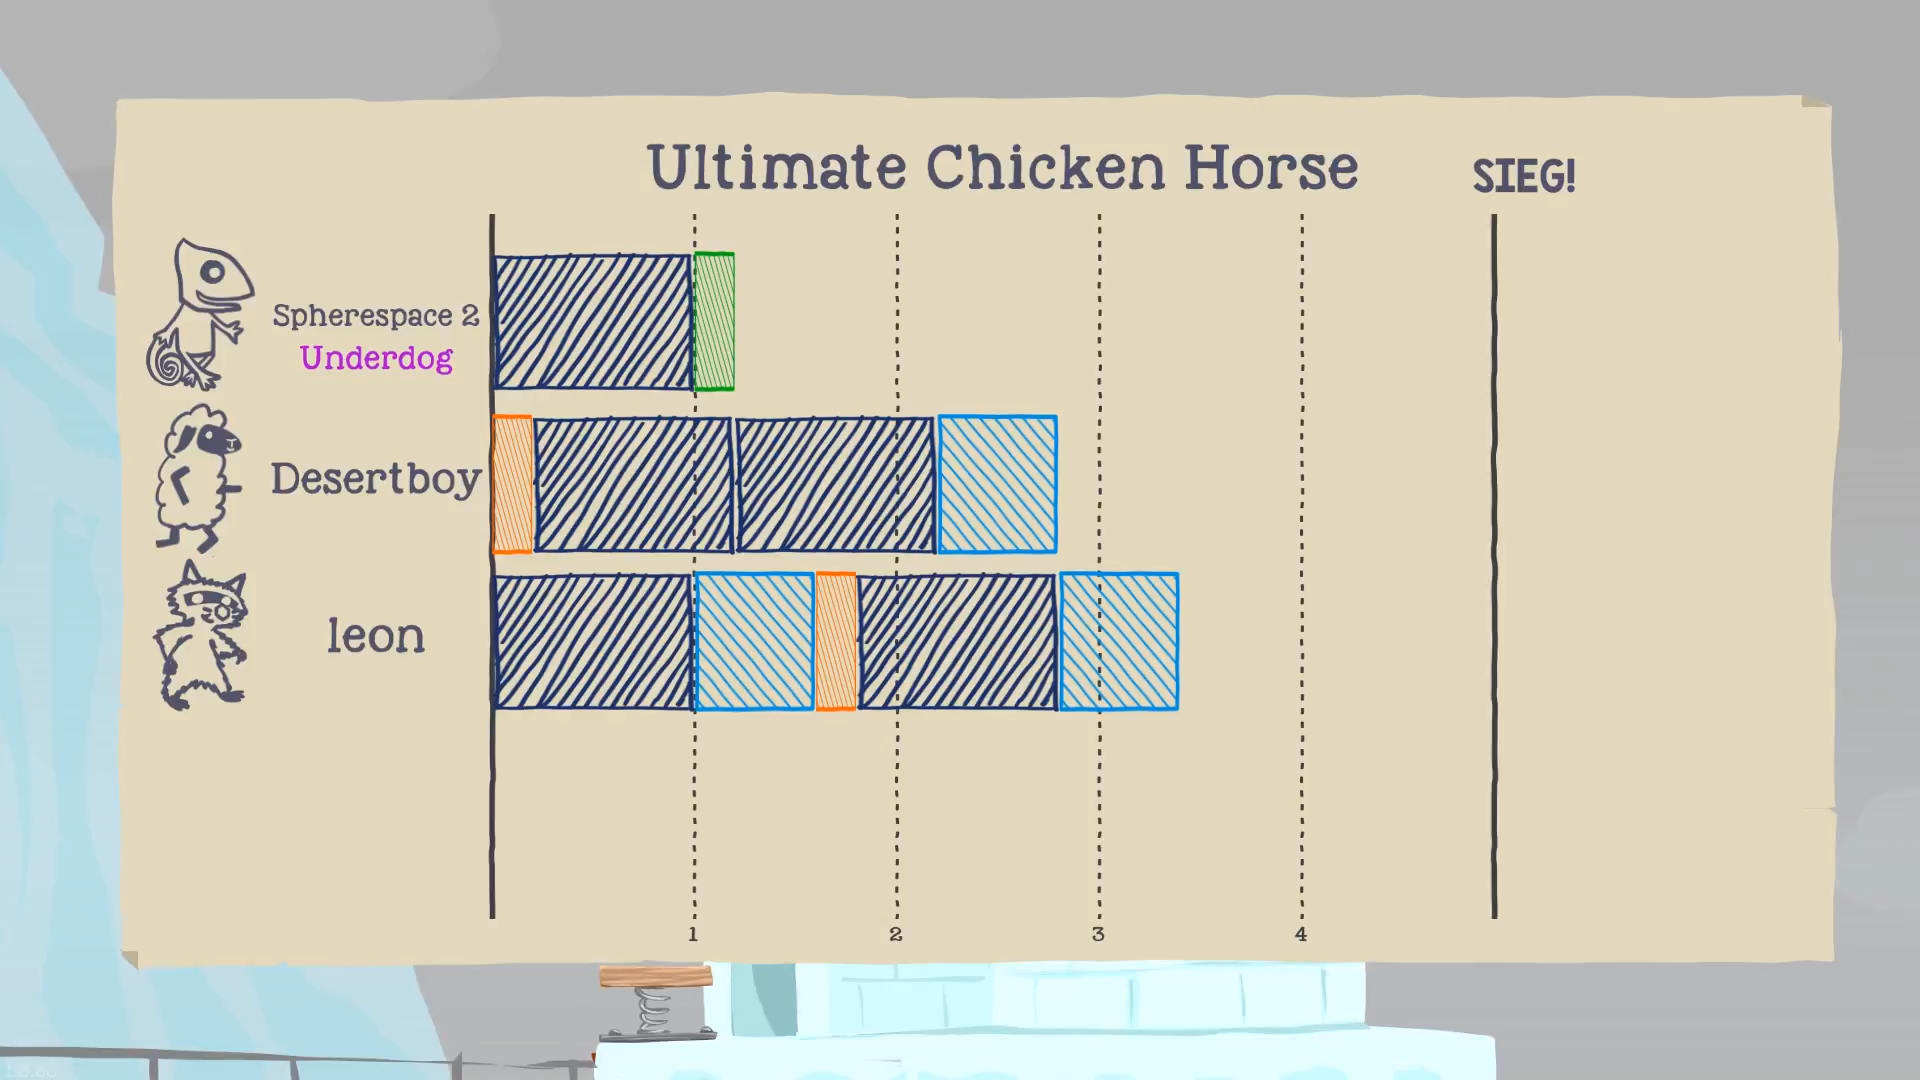 Ultimate Chicken Horse
SIEG!
Spherespace 2
Underdog
Desertboy
leon
1 2 3 4